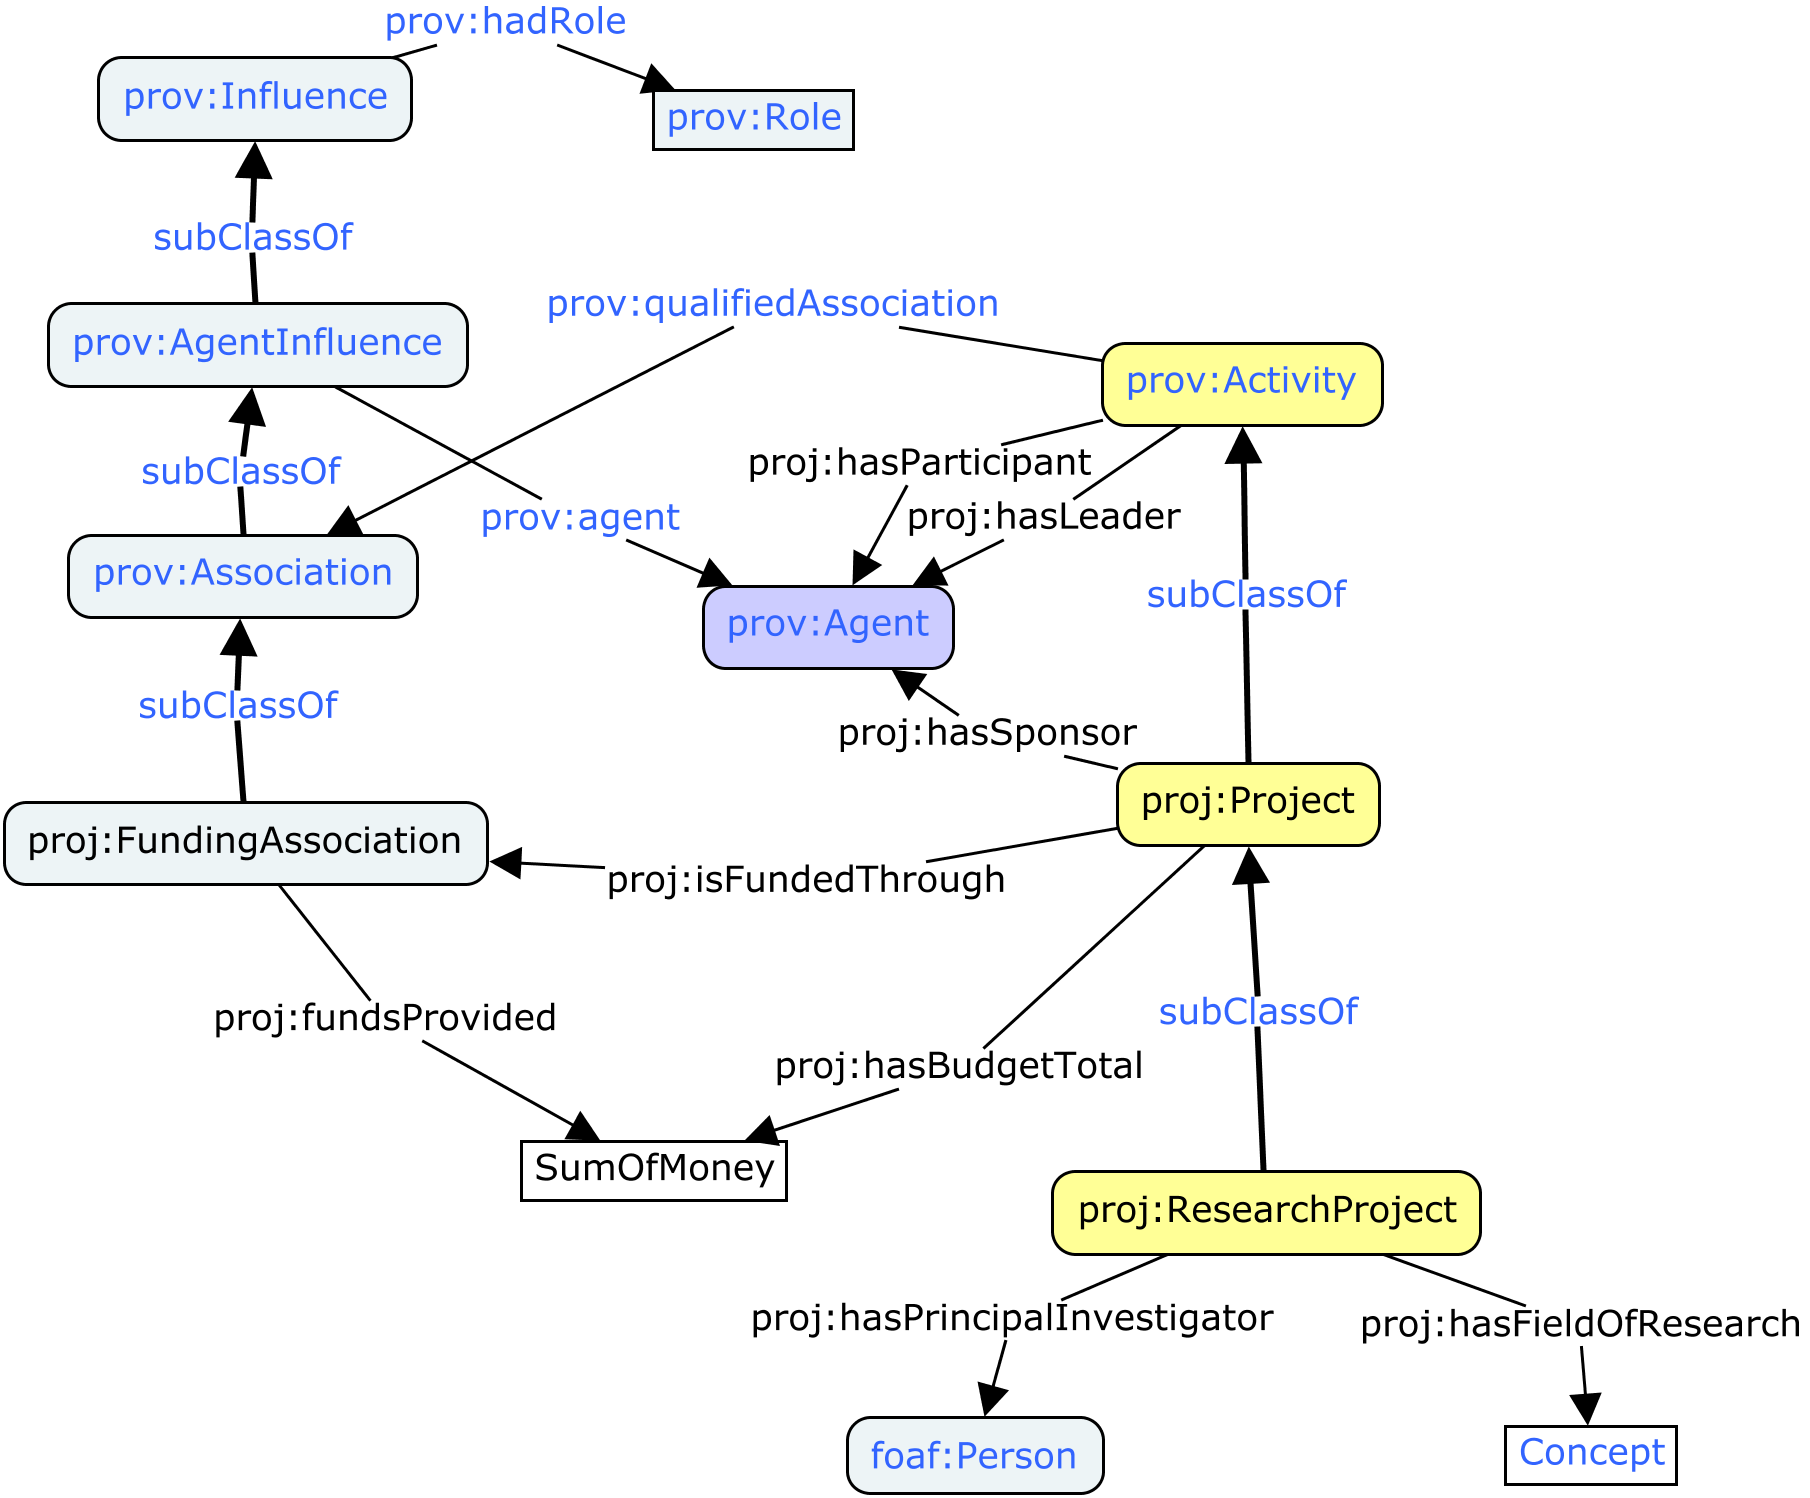 prov:hadRole
prov:Influence
prov:Role
subClassOf
prov:qualifiedAssociation
prov:AgentInfluence
prov:Activity
proj:hasParticipant
subClassOf
prov:agent
proj:hasLeader
prov:Association
subClassOf
prov:Agent
subClassOf
proj:hasSponsor
proj:Project
proj:FundingAssociation
proj:isFundedThrough
subClassOf
proj:fundsProvided
proj:hasBudgetTotal
SumOfMoney
proj:ResearchProject
proj:hasPrincipalInvestigator
proj:hasFieldOfResearch
foaf:Person
Concept